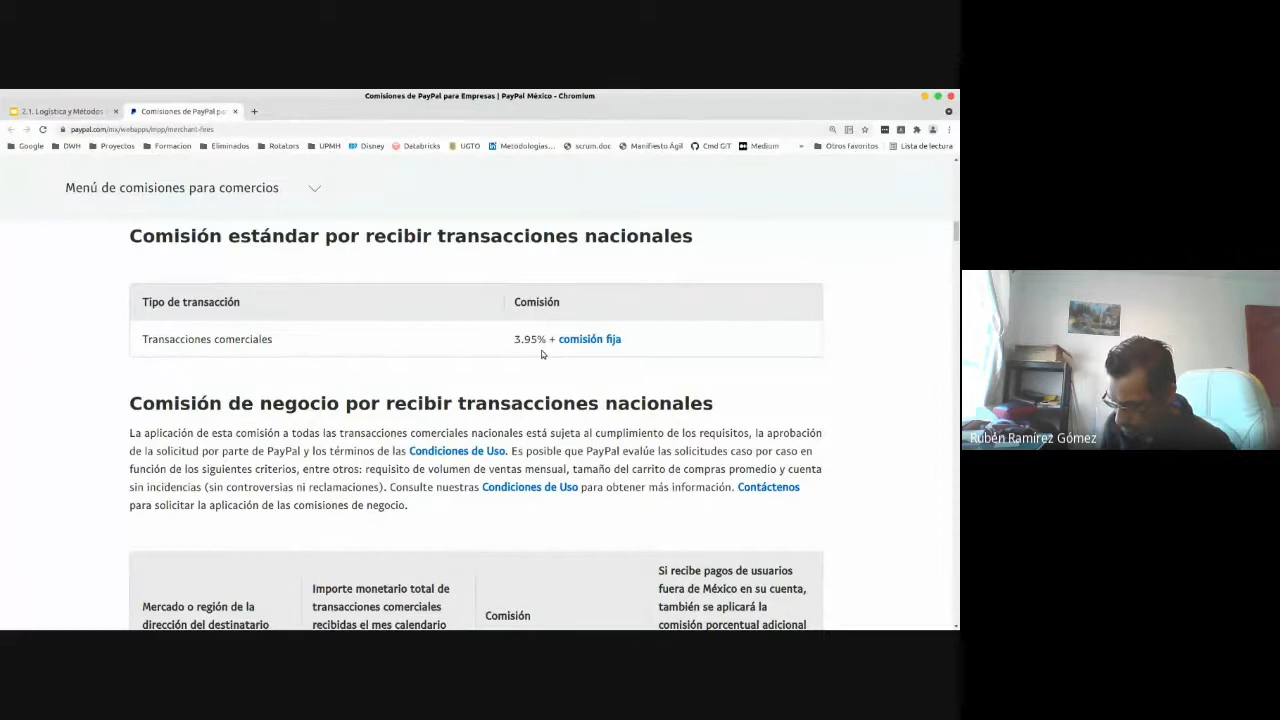 Comisiones de PayPal para Empresas | PayPal México - Chromium
2.1. Logística y Métodos
Comisiones de PayPal pa
paypal.com/mx/webapps/mpp/merchant-fees
Google DWH Proyectos Formacion Eliminados Rotators UPMH Disney Databricks UGTO Metodologías... scrum.doc Manifiesto Ágil Cmd GIT Medium » Otros favoritos Lista de lectura
Menú de comisiones para comercios
Comisión estándar por recibir transacciones nacionales
Tipo de transacción Comisión
Transacciones comerciales 3.95% + comisión fija
Comisión de negocio por recibir transacciones nacionales
La aplicación de esta comisión a todas las transacciones comerciales nacionales está sujeta al cumplimiento de los requisitos, la aprobación
de la solicitud por parte de PayPal y los términos de las Condiciones de Uso. Es posible que PayPal evalúe las solicitudes caso por caso en
función de los siguientes criterios, entre otros: requisito de volumen de ventas mensual, tamaño del carrito de compras promedio y cuenta
sin incidencias (sin controversias ni reclamaciones). Consulte nuestras Condiciones de Uso para obtener más información. Contáctenos
para solicitar la aplicación de las comisiones de negocio.
Mercado o región de la
dirección del destinatario
Importe monetario total de
transacciones comerciales
recibidas el mes calendario
Comisión
Si recibe pagos de usuarios
fuera de México en su cuenta,
también se aplicará la
comisión porcentual adicional
Rubén Ramírez Gómez